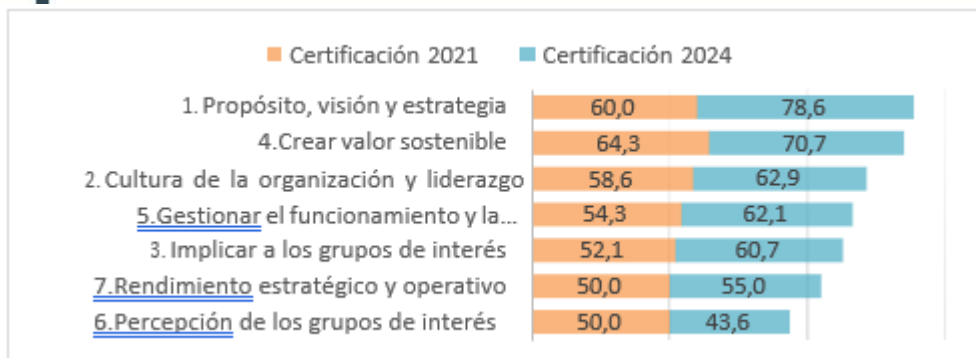 Certificación 2021 Certificación 2024
1. Propósito, visión y estrategia 60,0 78,6
4.Crear valor sostenible 64,3 70,7
2. Cultura de la organización y liderazgo 58,6 62,9
5.Gestionar el funcionamiento y la... 54,3 62,1
3. Implicar a los grupos de interés 52,1 60,7
7.Rendimiento estratégico y operativo 50,0 55,0
6.Percepción de los grupos de interés 50,0 43,6